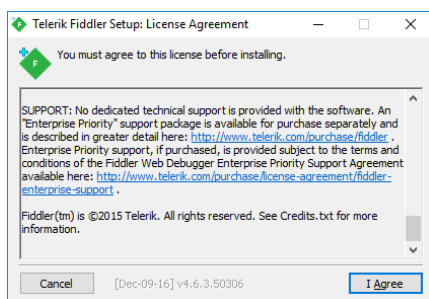 Telerik Fiddler Setup: License Agreement
You must agree to this license before installing.
SUPPORT: No dedicated technical support is provided with the software. An
"Enterprise Priority" support package is available for purchase separately and
is described in greater detail here: http://www.telerik.com/purchase/fiddler .
Enterprise Priority support, if purchased, is provided subject to the terms and
conditions of the Fiddler Web Debugger Enterprise Priority Support Agreement
available here: http://www.telerik.com/purchase/license-agreement/fiddler-
enterprise-support .
Fiddler(tm) is ©2015 Telerik. All rights reserved. See Credits.txt for more
information.
Cancel
[Dec-09-16] v4.6.3.50306
I Agree